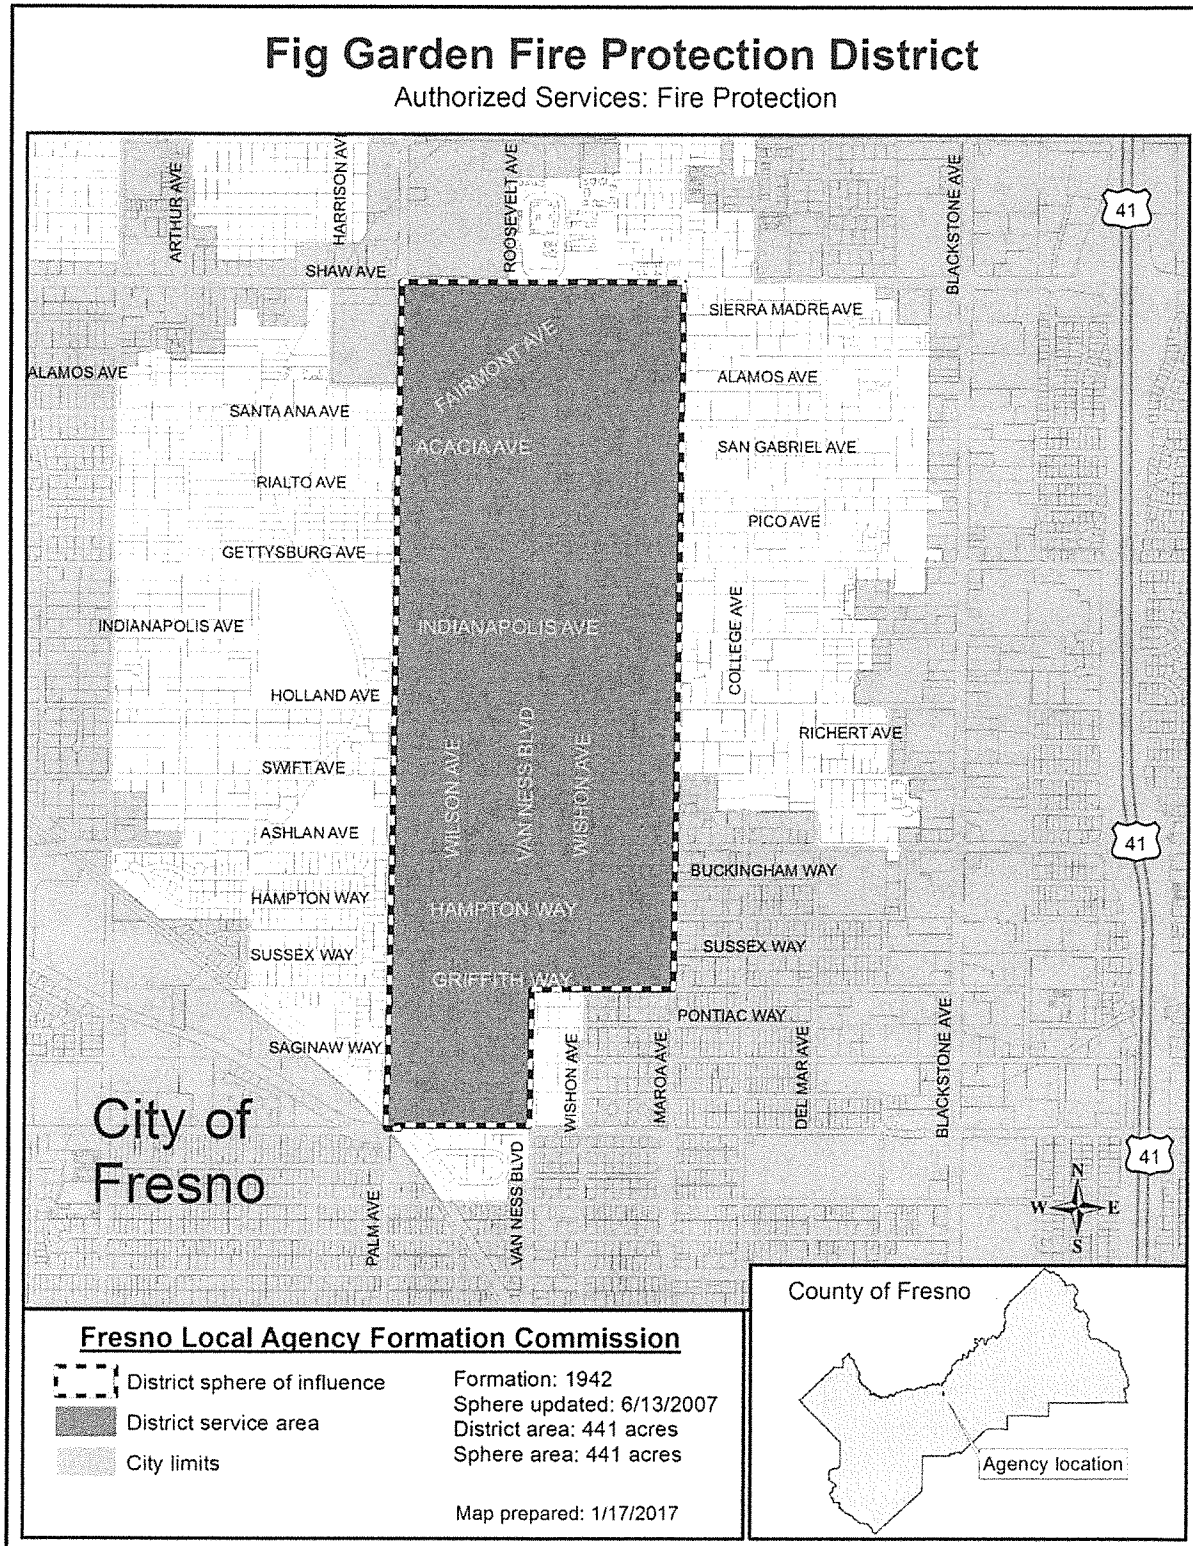 Fig Garden Fire Protection District
Authorized Services: Fire Protection
ARTHUR AVE
HARRISON AVE
ROOSEVELT AVE
BLACKSTONE AVE
41
SHAW AVE
SIERRA MADRE AVE
FAIRMONT AVE
ALAMOS AVE
ALAMOS AVE
SANTA ANA AVE
ACACIA AVE
SAN GABRIEL AVE
RIALTO AVE
PICO AVE
GETTYSBURG AVE
INDIANAPOLIS AVE
INDIANAPOLIS AVE
COLLEGE AVE
HOLLAND AVE
RICHERT AVE
SWIFT AVE
WILSON AVE
VAN NESS BLVD
WISHON AVE
ASHLAN AVE
41
BUCKINGHAM WAY
HAMPTON WAY
HAMPTON WAY
SUSSEX WAY
SUSSEX WAY
GRIFFITH WAY
PONTIAC WAY
SAGINAW WAY
WISHON AVE
MAROA AVE
DEL MAR AVE
BLACKSTONE AVE
City of
Fresno
41
PALM AVE
VAN NESS BLVD
N
W E
S
Fresno Local Agency Formation Commission
District sphere of influence
District service area
City limits
Formation: 1942
Sphere updated: 6/13/2007
District area: 441 acres
Sphere area: 441 acres
Map prepared: 1/17/2017
County of Fresno
Agency location